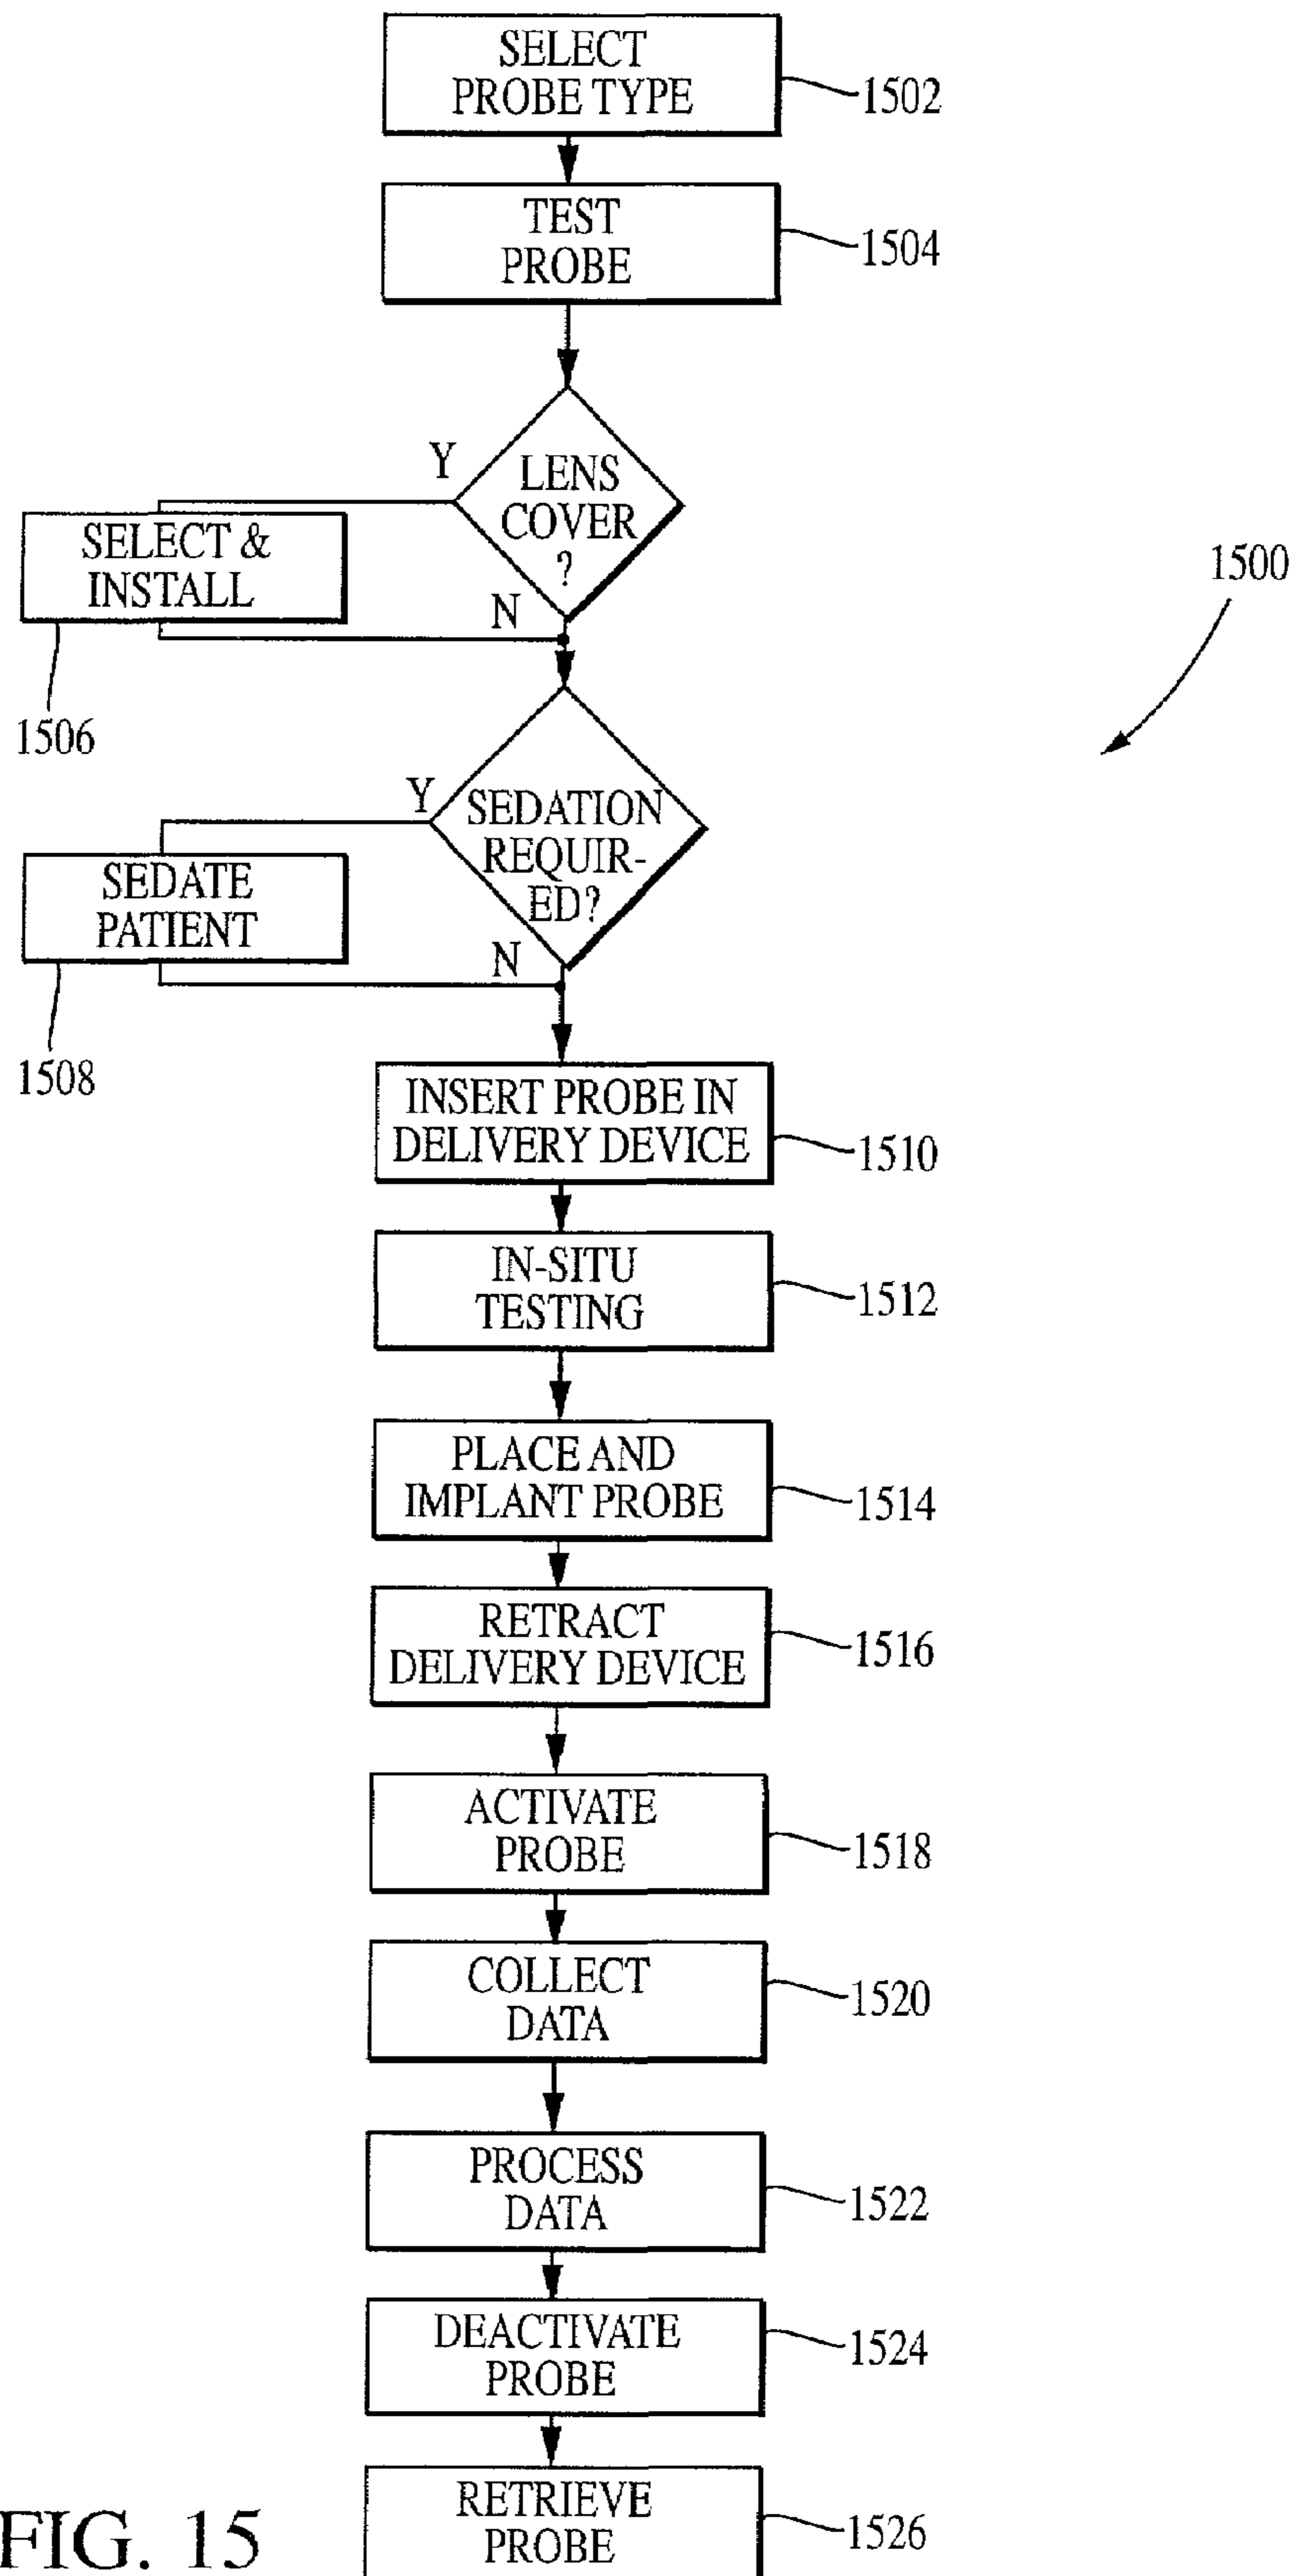 SELECT
PROBE TYPE
1502
TEST
PROBE
1504
Y
LENS
COVER
?
N
SELECT &
INSTALL
1506
1500
Y
SEDATION
REQUIR-
ED?
N
SEDATE
PATIENT
1508
INSERT PROBE IN
DELIVERY DEVICE
1510
IN-SITU
TESTING
1512
PLACE AND
IMPLANT PROBE
1514
RETRACT
DELIVERY DEVICE
1516
ACTIVATE
PROBE
1518
COLLECT
DATA
1520
PROCESS
DATA
1522
DEACTIVATE
PROBE
1524
RETRIEVE
PROBE
1526
FIG. 15